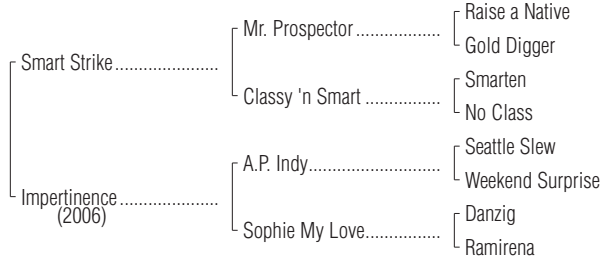 Raise a Native
Mr. Prospector..................
Gold Digger
Smart Strike......................
Smarten
Classy 'n Smart ................
No Class
Seattle Slew
A.P. Indy............................
Weekend Surprise
Impertinence.....................
(2006)
Danzig
Sophie My Love................
Ramirena